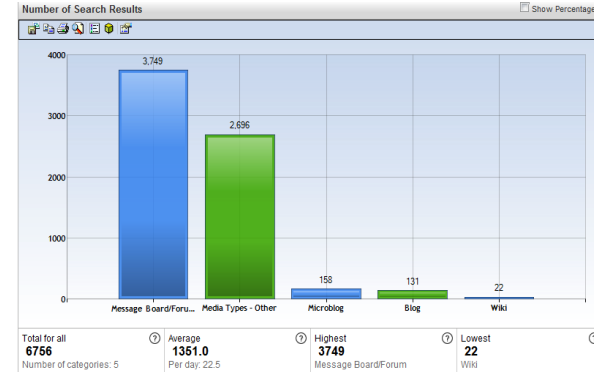 Number of Search Results
Show Percentage
4000
3,749
3000
2,696
2000
1000
158
131
22
0
Message Board/Foru... Media Types - Other Microblog Blog Wiki
Total for all ? Average ? Highest ? Lowest
6756 1351.0 3749 22
Number of categories: 5 Per day: 22.5 Message Board/Forum Wiki